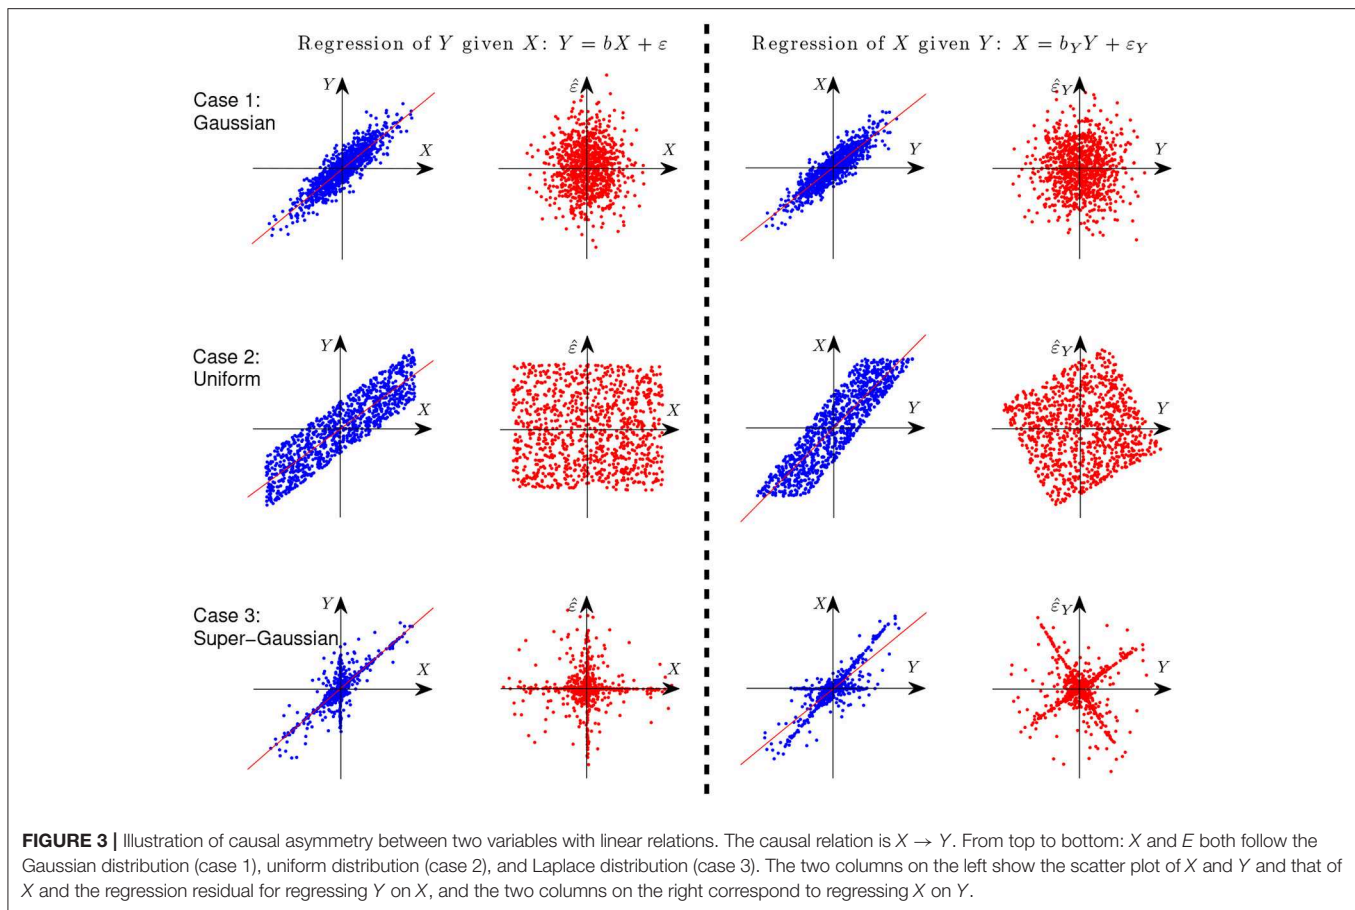 Regression of Y given X: Y = bX + ε
Regression of X given Y: X = b_Y Y + ε_Y
Case 1:
Gaussian
Y
X
ε̂
X
X
Y
ε̂_Y
Y
Case 2:
Uniform
Y
X
ε̂
X
X
Y
ε̂_Y
Y
Case 3:
Super-Gaussian
Y
X
ε̂
X
X
Y
ε̂_Y
Y
FIGURE 3 | Illustration of causal asymmetry between two variables with linear relations. The causal relation is X → Y. From top to bottom: X and E both follow the
Gaussian distribution (case 1), uniform distribution (case 2), and Laplace distribution (case 3). The two columns on the left show the scatter plot of X and Y and that of
X and the regression residual for regressing Y on X, and the two columns on the right correspond to regressing X on Y.